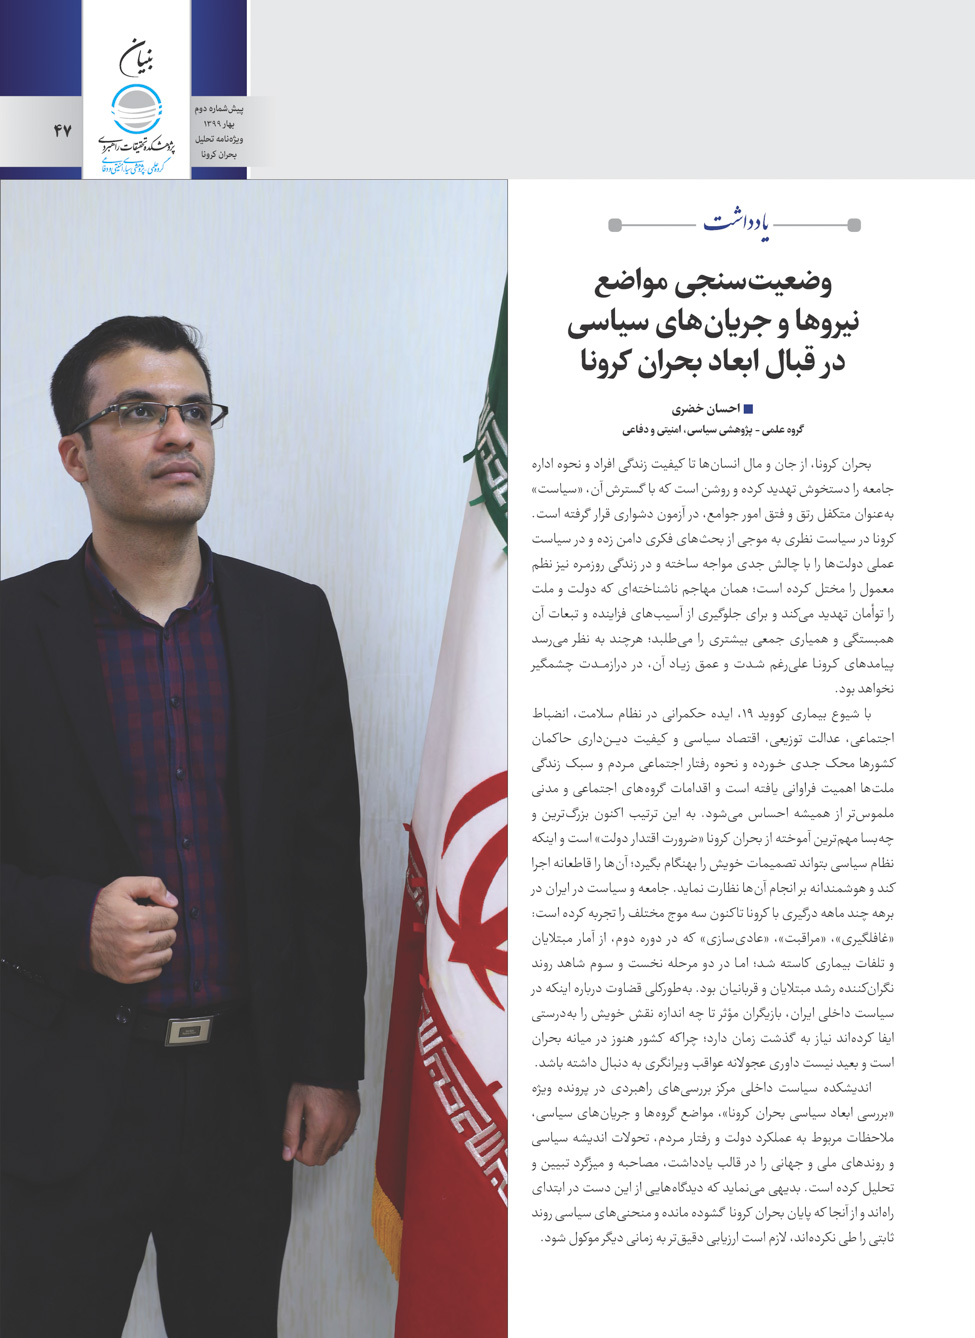 بنیان
پژوهشکده تحقیقات راهبردی
گروه علمی پژوهشی سیاسی، امنیتی و دفاعی
پیش‌شماره دوم
بهار ۱۳۹۹
ویژه‌نامه تحلیل
بحران کرونا
۴۷
یادداشت
وضعیت‌سنجی مواضع
نیروها و جریان‌های سیاسی
در قبال ابعاد بحران کرونا
احسان خضری
گروه علمی - پژوهشی سیاسی، امنیتی و دفاعی
بحران کرونا، از جان و مال انسان‌ها تا کیفیت زندگی افراد و نحوه اداره
جامعه را دستخوش تهدید کرده و روشن است که با گسترش آن، «سیاست»
به‌عنوان متکفل رتق و فتق امور جوامع، در آزمون دشواری قرار گرفته است.
کرونا در سیاست نظری به موجی از بحث‌های فکری دامن زده و در سیاست
عملی دولت‌ها را با چالش جدی مواجه ساخته و در زندگی روزمره نیز نظم
معمول را مختل کرده است؛ همان مهاجم ناشناخته‌ای که دولت و ملت
را توأمان تهدید می‌کند و برای جلوگیری از آسیب‌های فزاینده و تبعات آن
همبستگی و همیاری جمعی بیشتری را می‌طلبد؛ هرچند به نظر می‌رسد
پیامدهای کرونا علی‌رغم شدت و عمق زیاد آن، در درازمدت چشمگیر
نخواهد بود.
با شیوع بیماری کووید ۱۹، ایده حکمرانی در نظام سلامت، انضباط
اجتماعی، عدالت توزیعی، اقتصاد سیاسی و کیفیت دین‌داری حاکمان
کشورها محک جدی خورده و نحوه رفتار اجتماعی مردم و سبک زندگی
ملت‌ها اهمیت فراوانی یافته است و اقدامات گروه‌های اجتماعی و مدنی
ملموس‌تر از همیشه احساس می‌شود. به این ترتیب اکنون بزرگ‌ترین و
چه‌بسا مهم‌ترین آموخته از بحران کرونا «ضرورت اقتدار دولت» است و اینکه
نظام سیاسی بتواند تصمیمات خویش را بهنگام بگیرد؛ آن‌ها را قاطعانه اجرا
کند و هوشمندانه بر انجام آن‌ها نظارت نماید. جامعه و سیاست در ایران در
برهه چند ماهه درگیری با کرونا تاکنون سه موج مختلف را تجربه کرده است:
«غافلگیری»، «مراقبت»، «عادی‌سازی» که در دوره دوم، از آمار مبتلایان
و تلفات بیماری کاسته شد؛ اما در دو مرحله نخست و سوم شاهد روند
نگران‌کننده رشد مبتلایان و قربانیان بود. به‌طورکلی قضاوت درباره اینکه در
سیاست داخلی ایران، بازیگران مؤثر تا چه اندازه نقش خویش را به‌درستی
ایفا کرده‌اند نیاز به گذشت زمان دارد؛ چراکه کشور هنوز در میانه بحران
است و بعید نیست داوری عجولانه عواقب ویرانگری به دنبال داشته باشد.
اندیشکده سیاست داخلی مرکز بررسی‌های راهبردی در پرونده ویژه
«بررسی ابعاد سیاسی بحران کرونا»، مواضع گروه‌ها و جریان‌های سیاسی،
ملاحظات مربوط به عملکرد دولت و رفتار مردم، تحولات اندیشه سیاسی
و روندهای ملی و جهانی را در قالب یادداشت، مصاحبه و میزگرد تبیین و
تحلیل کرده است. بدیهی می‌نماید که دیدگاه‌هایی از این دست در ابتدای
راه‌اند و از آنجا که پایان بحران کرونا گشوده مانده و منحنی‌های سیاسی روند
ثابتی را طی نکرده‌اند، لازم است ارزیابی دقیق‌تر به زمانی دیگر موکول شود.